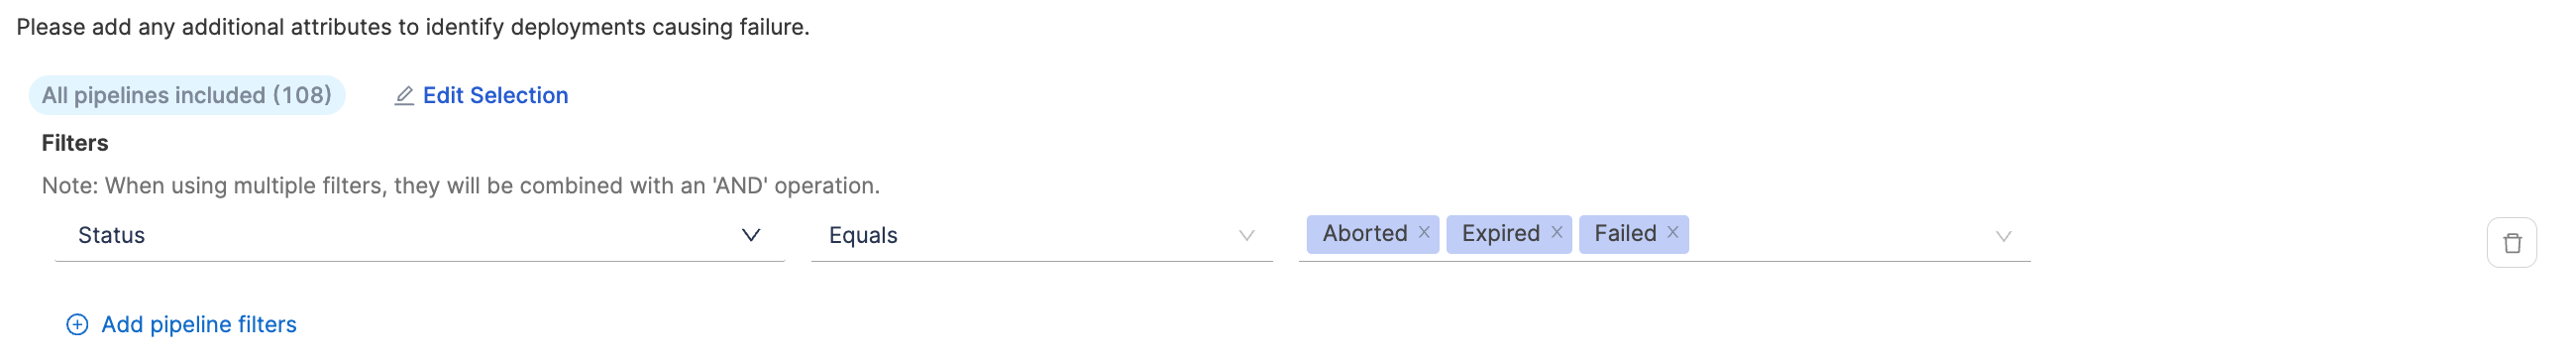 Please add any additional attributes to identify deployments causing failure.
All pipelines included (108) Edit Selection
Filters
Note: When using multiple filters, they will be combined with an 'AND' operation.
Status Equals Aborted Expired Failed
Add pipeline filters